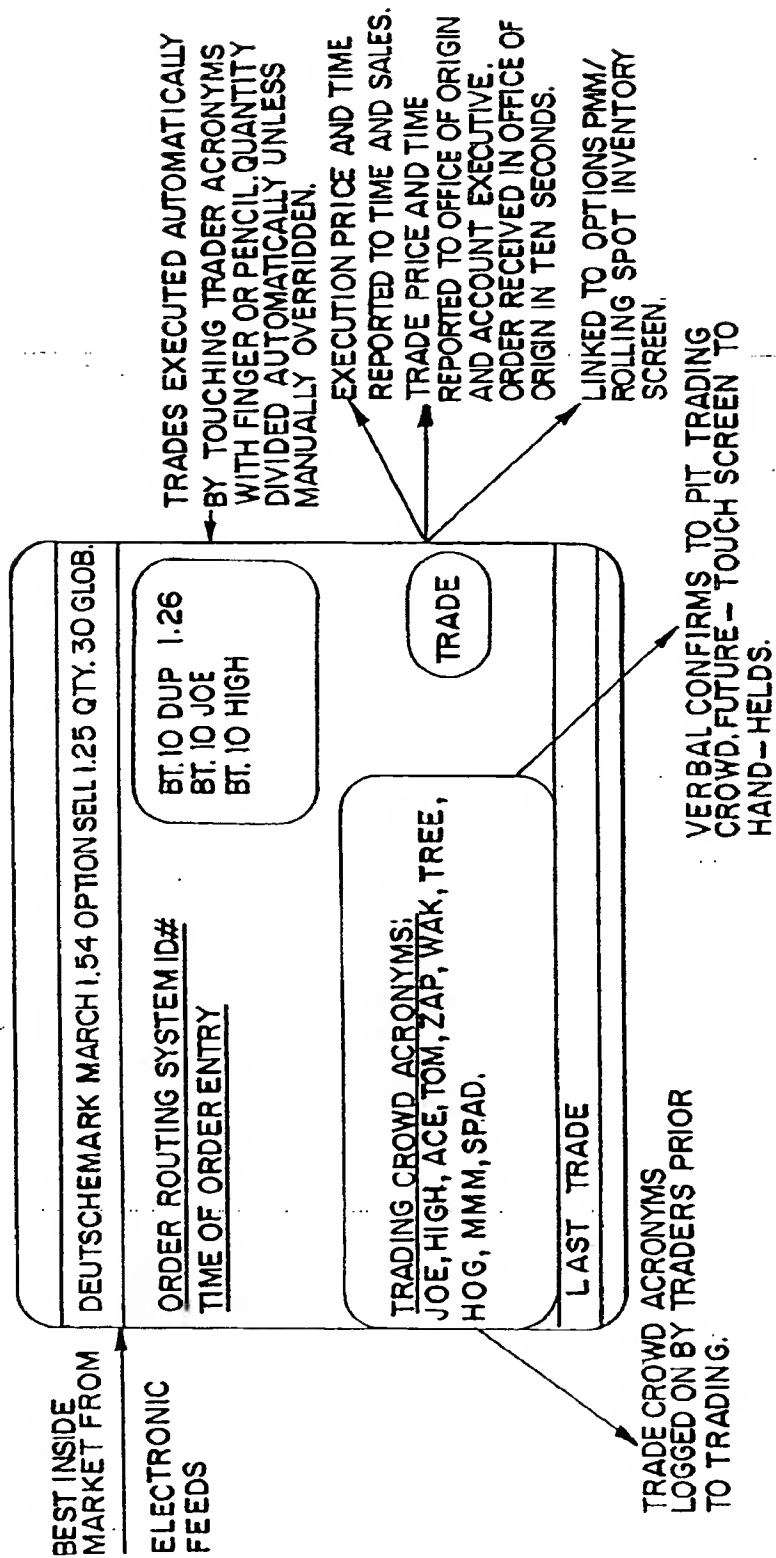 BEST INSIDE
MARKET FROM
ELECTRONIC
FEEDS
DEUTSCHEMARK MARCH 1.54 OPTION SELL 1.25 QTY. 30 GLOB.
ORDER ROUTING SYSTEM ID#
TIME OF ORDER ENTRY
BT. 10 DUP 1.26
BT. 10 JOE
BT. 10 HIGH
TRADE
TRADING CROWD ACRONYMS:
JOE, HIGH, ACE, TOM, ZAP, WAK, TREE,
HOG, MMM, SPAD.
LAST TRADE
TRADES EXECUTED AUTOMATICALLY
BY TOUCHING TRADER ACRONYMS
WITH FINGER OR PENCIL, QUANTITY
DIVIDED AUTOMATICALLY UNLESS
MANUALLY OVERRIDDEN.
EXECUTION PRICE AND TIME
REPORTED TO TIME AND SALES.
TRADE PRICE AND TIME
REPORTED TO OFFICE OF ORIGIN
AND ACCOUNT EXECUTIVE.
ORDER RECEIVED IN OFFICE OF
ORIGIN IN TEN SECONDS.
LINKED TO OPTIONS PMM/
ROLLING SPOT INVENTORY
SCREEN.
TRADE CROWD ACRONYMS
LOGGED ON BY TRADERS PRIOR
TO TRADING.
VERBAL CONFIRMS TO PIT TRADING
CROWD. FUTURE- TOUCH SCREEN TO
HAND-HELDS.